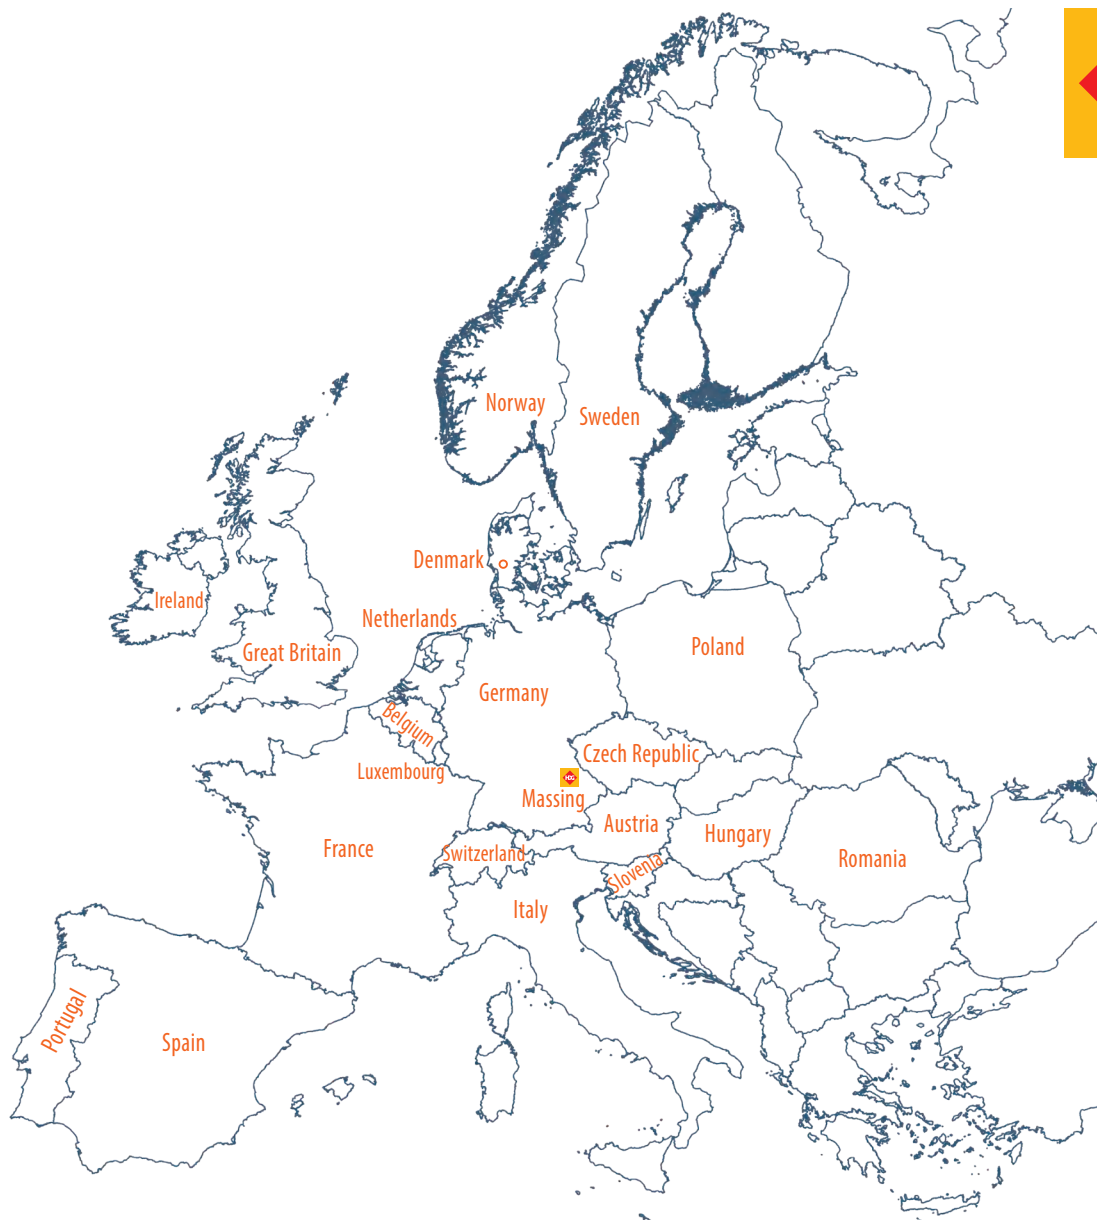 Norway
Sweden
Denmark
Ireland
Netherlands
Great Britain
Poland
Germany
Belgium
Czech Republic
Luxembourg
HDG
Massing
Austria
Hungary
France
Switzerland
Romania
Slovenia
Italy
Portugal
Spain